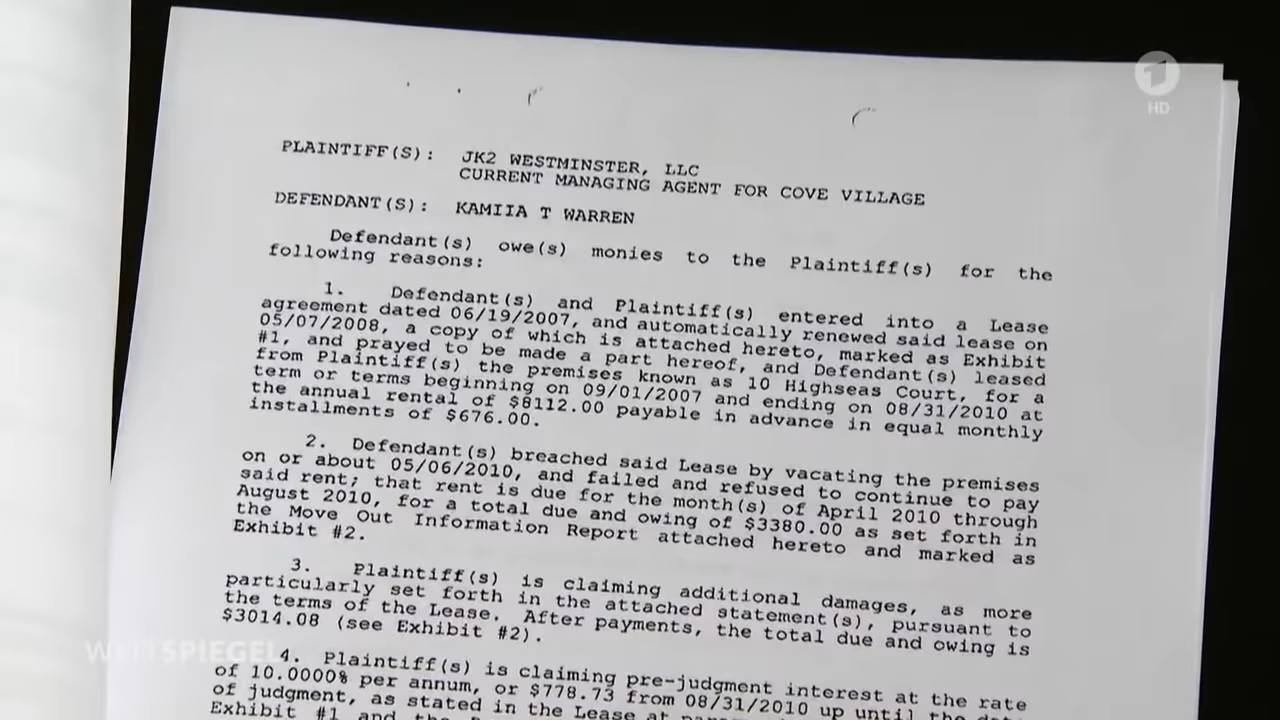 1
HD
PLAINTIFF(S): JK2 WESTMINSTER, LLC
CURRENT MANAGING AGENT FOR COVE VILLAGE
DEFENDANT(S): KAMIIA T WARREN
Defendant(s) owe(s) monies to the Plaintiff(s) for the
following reasons:
1. Defendant(s) and Plaintiff(s) entered into a Lease
agreement dated 06/19/2007, and automatically renewed said lease on
05/07/2008, a copy of which is attached hereto, marked as Exhibit
#1, and prayed to be made a part hereof, and Defendant(s) leased
from Plaintiff(s) the premises known as 10 Highseas Court, for a
term or terms beginning on 09/01/2007 and ending on 08/31/2010 at
the annual rental of $8112.00 payable in advance in equal monthly
installments of $676.00.
2. Defendant(s) breached said Lease by vacating the premises
on or about 05/06/2010, and failed and refused to continue to pay
said rent; that rent is due for the month(s) of April 2010 through
August 2010, for a total due and owing of $3380.00 as set forth in
the Move Out Information Report attached hereto and marked as
Exhibit #2.
3. Plaintiff(s) is claiming additional damages, as more
particularly set forth in the attached statement(s), pursuant to
the terms of the Lease. After payments, the total due and owing is
$3014.08 (see Exhibit #2).
4. Plaintiff(s) is claiming pre-judgment interest at the rate
of 10.0000% per annum, or $778.73 from 08/31/2010 up until the
of judgment, as stated in the Lease at
Exhibit #1 and the
WELTSPIEGEL